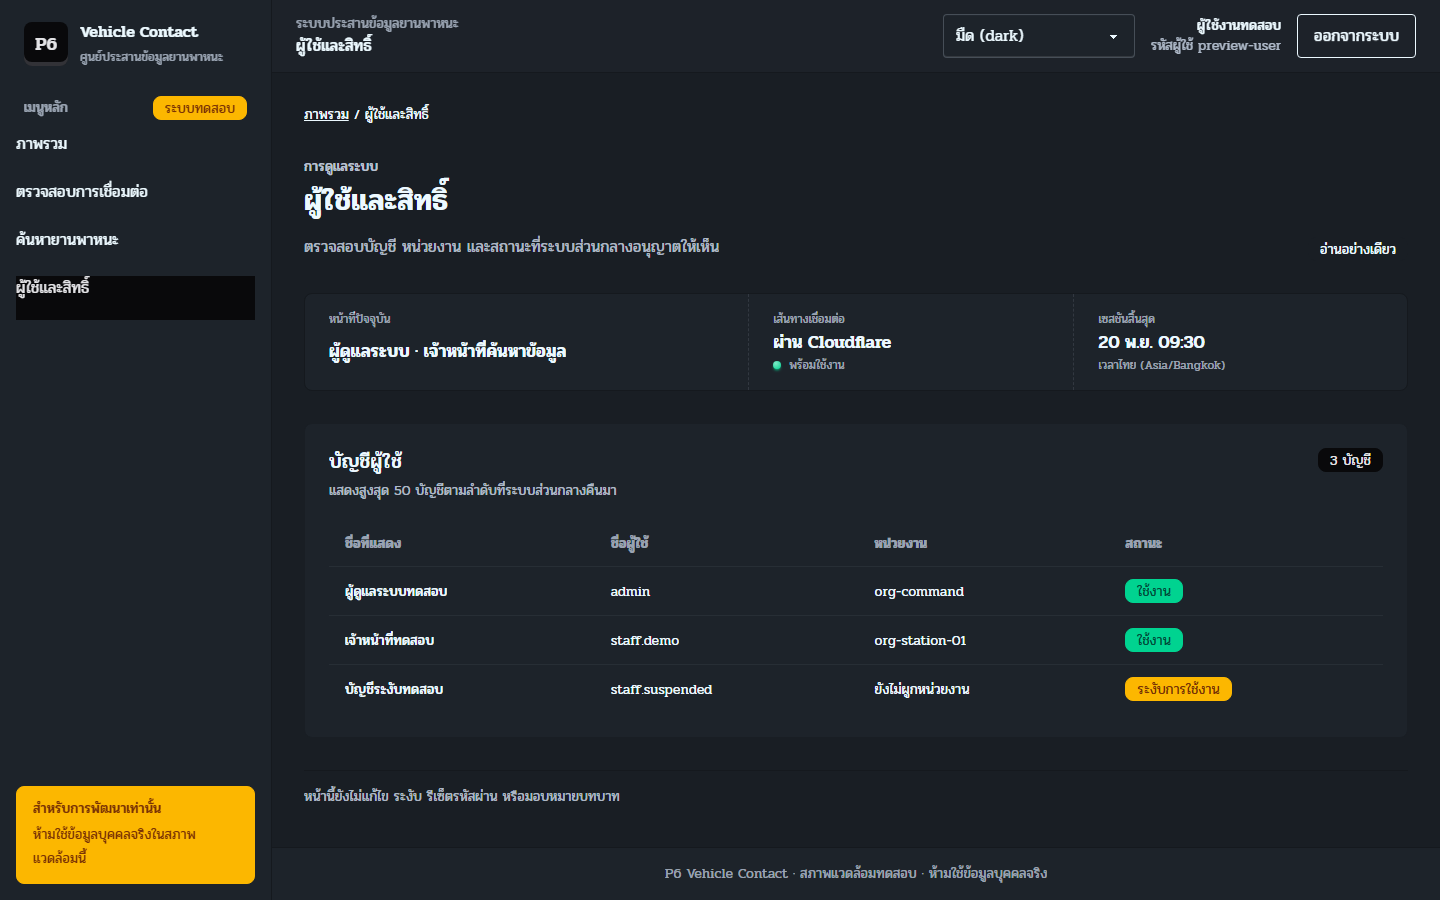 P6
Vehicle Contact
ศูนย์ประสานข้อมูลยานพาหนะ
เมนูหลัก
ระบบทดสอบ
ภาพรวม
ตรวจสอบการเชื่อมต่อ
ค้นหายานพาหนะ
ผู้ใช้และสิทธิ์
สำหรับการพัฒนาเท่านั้น
ห้ามใช้ข้อมูลบุคคลจริงในสภาพ
แวดล้อมนี้
ระบบประสานข้อมูลยานพาหนะ
ผู้ใช้และสิทธิ์
มืด (dark)
ผู้ใช้งานทดสอบ
รหัสผู้ใช้ preview-user
ออกจากระบบ
ภาพรวม / ผู้ใช้และสิทธิ์
การดูแลระบบ
ผู้ใช้และสิทธิ์
ตรวจสอบบัญชี หน่วยงาน และสถานะที่ระบบส่วนกลางอนุญาตให้เห็น
อ่านอย่างเดียว
หน้าที่ปัจจุบัน
ผู้ดูแลระบบ · เจ้าหน้าที่ค้นหาข้อมูล
เส้นทางเชื่อมต่อ
ผ่าน Cloudflare
พร้อมใช้งาน
เซสชันสิ้นสุด
20 พ.ย. 09:30
เวลาไทย (Asia/Bangkok)
บัญชีผู้ใช้
3 บัญชี
แสดงสูงสุด 50 บัญชีตามลำดับที่ระบบส่วนกลางคืนมา
ชื่อที่แสดง ชื่อผู้ใช้ หน่วยงาน สถานะ
ผู้ดูแลระบบทดสอบ admin org-command ใช้งาน
เจ้าหน้าที่ทดสอบ staff.demo org-station-01 ใช้งาน
บัญชีระงับทดสอบ staff.suspended ยังไม่ผูกหน่วยงาน ระงับการใช้งาน
หน้านี้ยังไม่แก้ไข ระงับ รีเซ็ตรหัสผ่าน หรือมอบหมายบทบาท
P6 Vehicle Contact · สภาพแวดล้อมทดสอบ · ห้ามใช้ข้อมูลบุคคลจริง